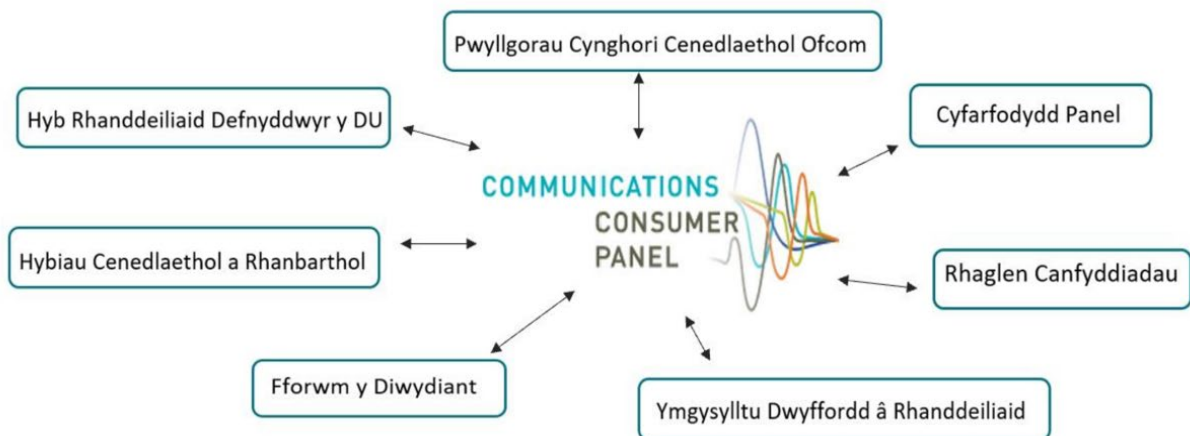 Pwyllgorau Cynghori Cenedlaethol Ofcom
Hyb Rhanddeiliaid Defnyddwyr y DU
Cyfarfodydd Panel
COMMUNICATIONS
CONSUMER
PANEL
Hybiau Cenedlaethol a Rhanbarthol
Rhaglen Canfyddiadau
Fforwm y Diwydiant
Ymgysylltu Dwyffordd â Rhanddeiliaid